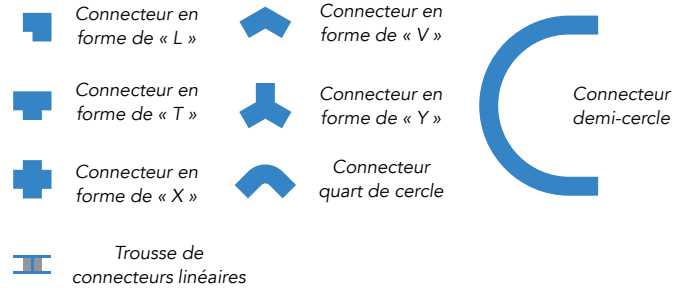 Connecteur en
forme de « L »
Connecteur en
forme de « V »
Connecteur en
forme de « T »
Connecteur en
forme de « Y »
Connecteur
demi-cercle
Connecteur en
forme de « X »
Connecteur
quart de cercle
Trousse de
connecteurs linéaires